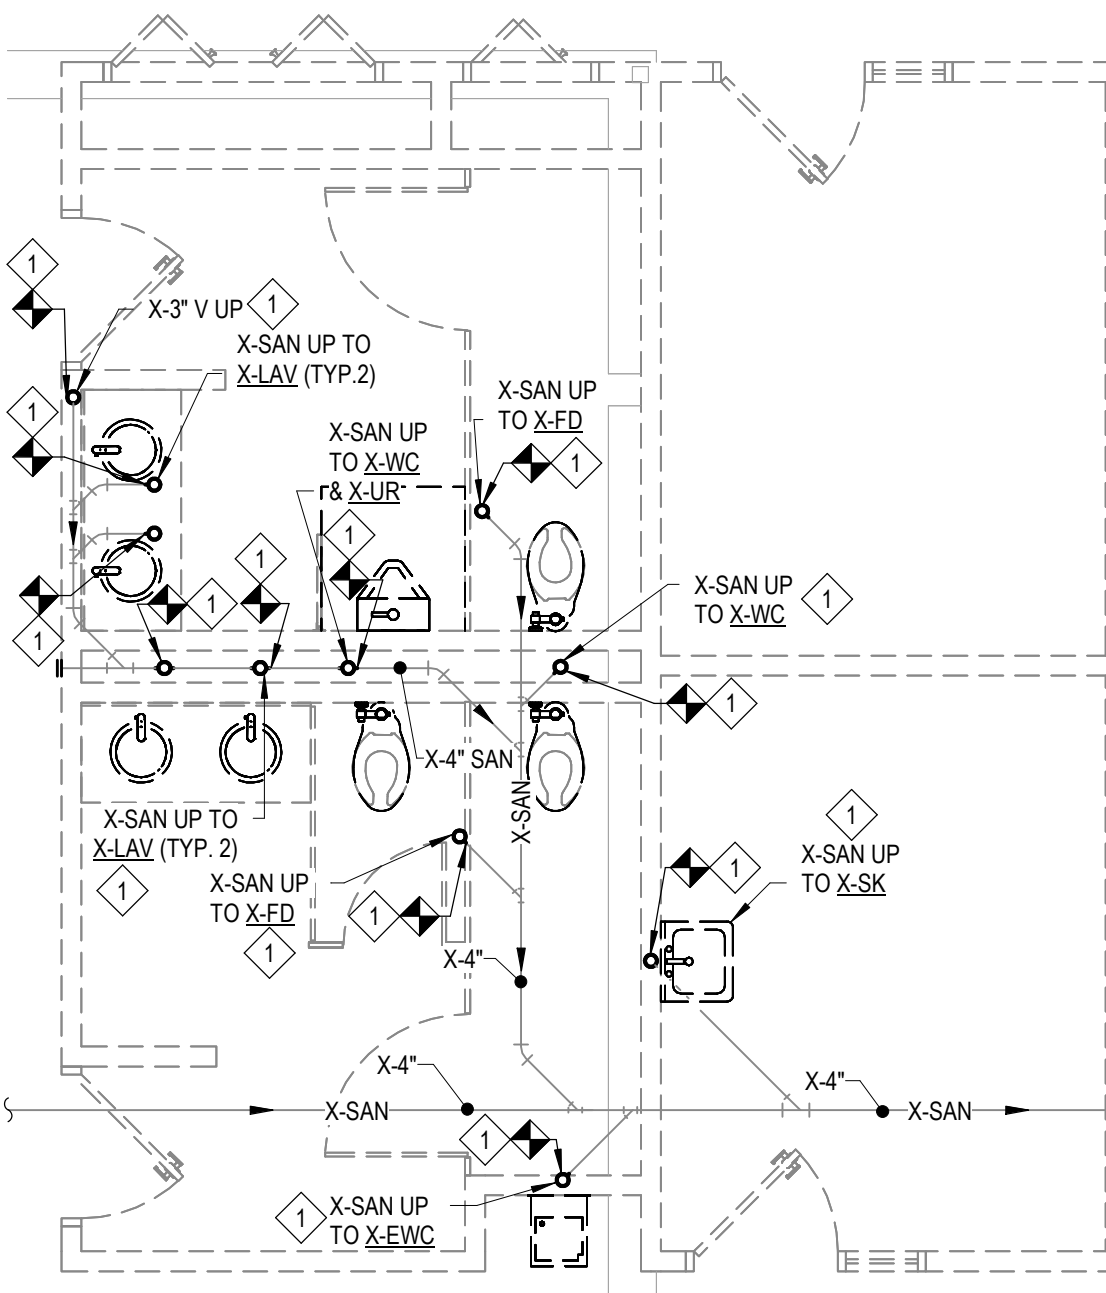 1
X-3" V UP
1
X-SAN UP TO
X-LAV (TYP.2)
X-SAN UP
TO X-FD
1
X-SAN UP
TO X-WC
& X-UR
1
1
1
1
X-SAN UP
TO X-WC
1
1
1
1
X-4" SAN
X-SAN
X-SAN UP TO
X-LAV (TYP. 2)
1
1
X-SAN UP
TO X-SK
1
X-SAN UP
TO X-FD
1
1
X-4"
X-4"
X-4"
X-SAN
X-SAN
1
1
X-SAN UP
TO X-EWC